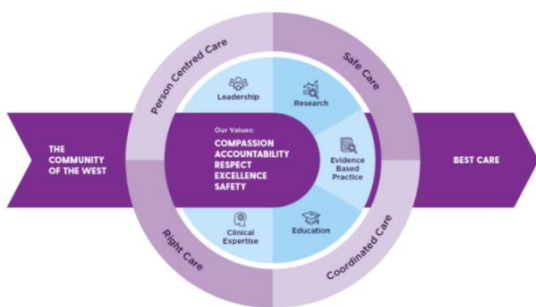 Person Centred Care
Safe Care
Leadership
Research
THE
COMMUNITY
OF THE WEST
Our Values:
COMPASSION
ACCOUNTABILITY
RESPECT
EXCELLENCE
SAFETY
Evidence
Based
Practice
BEST CARE
Clinical
Expertise
Education
Right Care
Coordinated Care